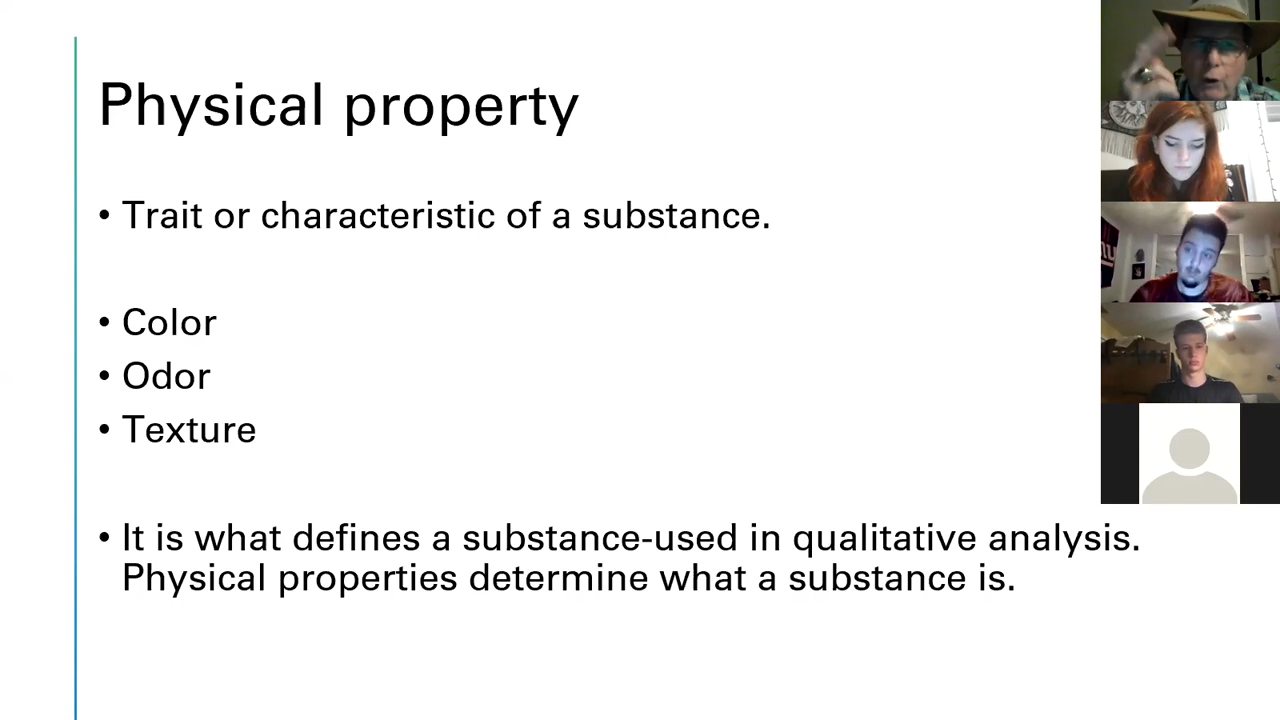 Physical property
• Trait or characteristic of a substance.
• Color
• Odor
• Texture
• It is what defines a substance-used in qualitative analysis.
Physical properties determine what a substance is.